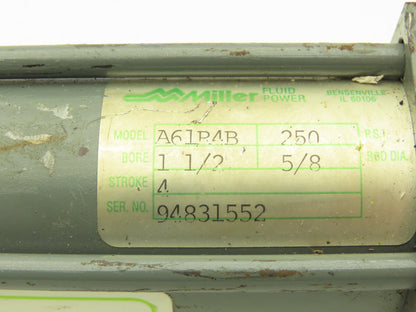 Miller FLUID POWER BENSENVILLE IL 60106
MODEL A61B4B 250 P.S.I.
BORE 1 1/2 5/8 ROD DIA.
STROKE 4
SER. NO. 94831552